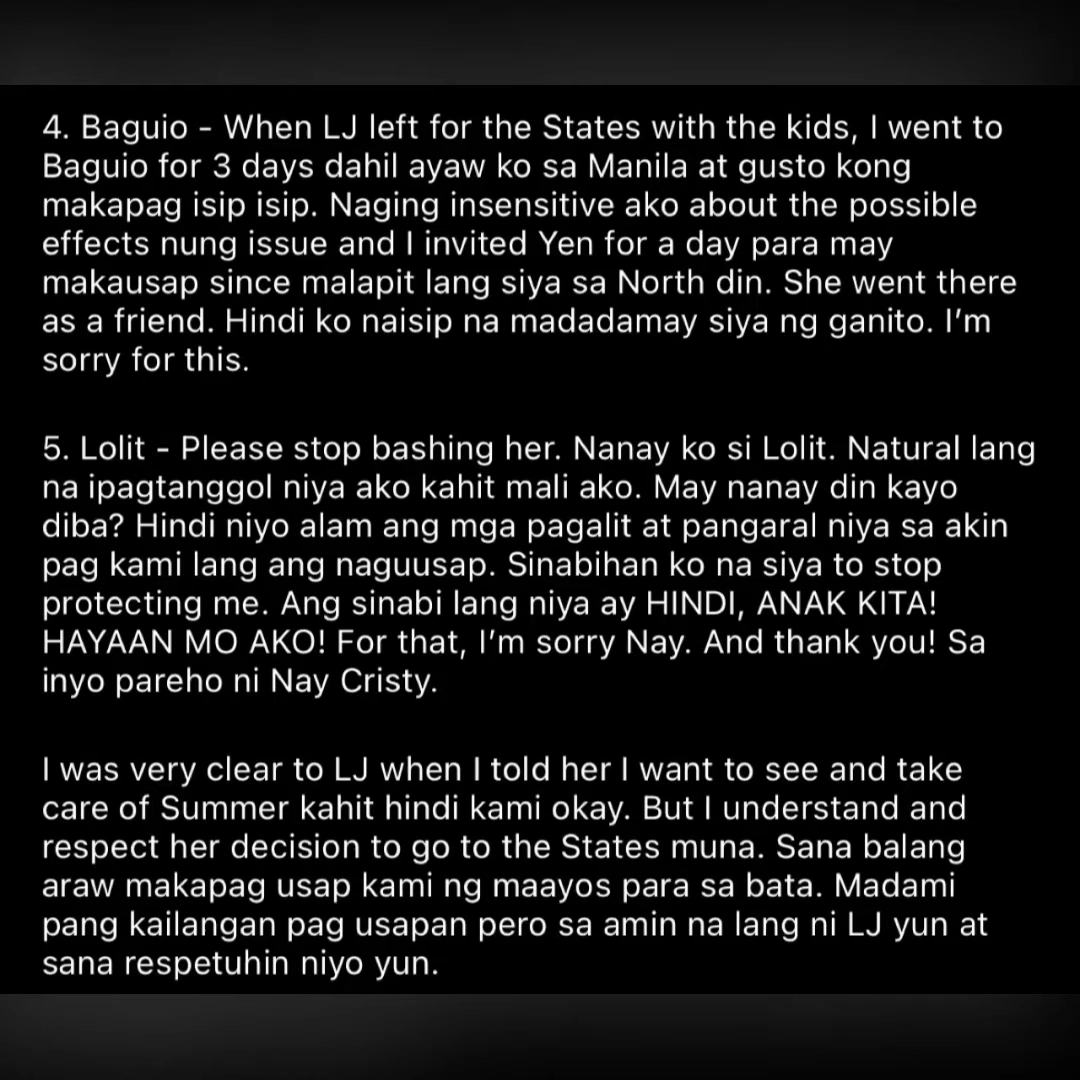 4. Baguio - When LJ left for the States with the kids, I went to
Baguio for 3 days dahil ayaw ko sa Manila at gusto kong
makapag isip isip. Naging insensitive ako about the possible
effects nung issue and I invited Yen for a day para may
makausap since malapit lang siya sa North din. She went there
as a friend. Hindi ko naisip na madadamay siya ng ganito. I’m
sorry for this.
5. Lolit - Please stop bashing her. Nanay ko si Lolit. Natural lang
na ipagtanggol niya ako kahit mali ako. May nanay din kayo
diba? Hindi niyo alam ang mga pagalit at pangaral niya sa akin
pag kami lang ang naguusap. Sinabihan ko na siya to stop
protecting me. Ang sinabi lang niya ay HINDI, ANAK KITA!
HAYAAN MO AKO! For that, I’m sorry Nay. And thank you! Sa
inyo pareho ni Nay Cristy.
I was very clear to LJ when I told her I want to see and take
care of Summer kahit hindi kami okay. But I understand and
respect her decision to go to the States muna. Sana balang
araw makapag usap kami ng maayos para sa bata. Madami
pang kailangan pag usapan pero sa amin na lang ni LJ yun at
sana respetuhin niyo yun.